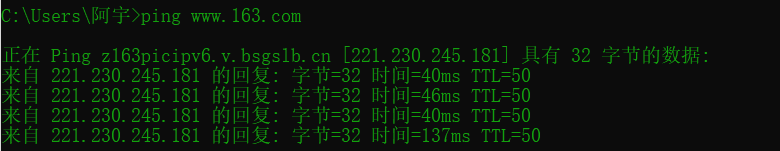 C:\Users\阿字>ping www.163.com
正在 Ping z163picipv6.v.bsgslb.cn [221.230.245.181] 具有 32 字节的数据:
来自 221.230.245.181 的回复: 字节=32 时间=40ms TTL=50
来自 221.230.245.181 的回复: 字节=32 时间=46ms TTL=50
来自 221.230.245.181 的回复: 字节=32 时间=40ms TTL=50
来自 221.230.245.181 的回复: 字节=32 时间=137ms TTL=50